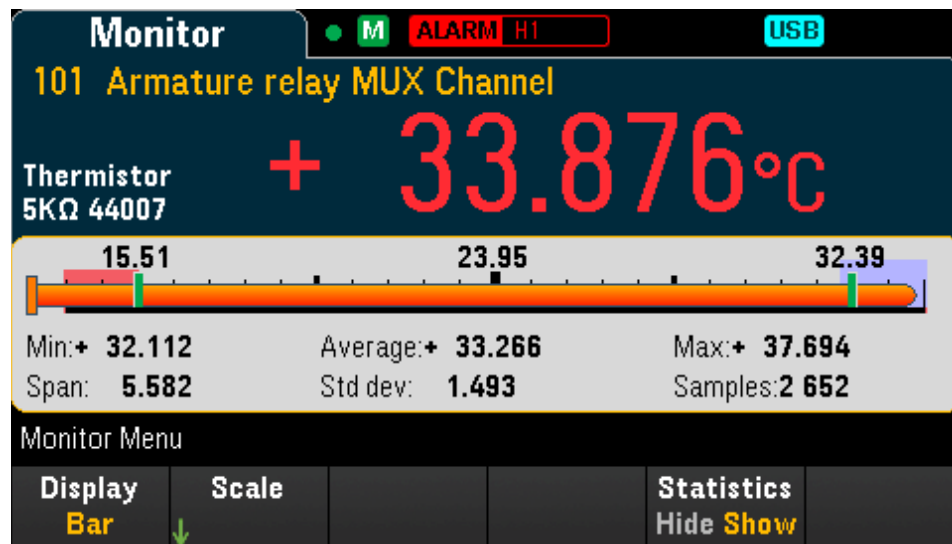 Monitor M ALARM H1 USB
101 Armature relay MUX Channel
+ 33.876°C
Thermistor
5KΩ 44007
15.51 23.95 32.39
Min:+ 32.112 Average:+ 33.266 Max:+ 37.694
Span: 5.582 Std dev: 1.493 Samples:2 652
Monitor Menu
Display Scale Statistics
Bar Hide Show